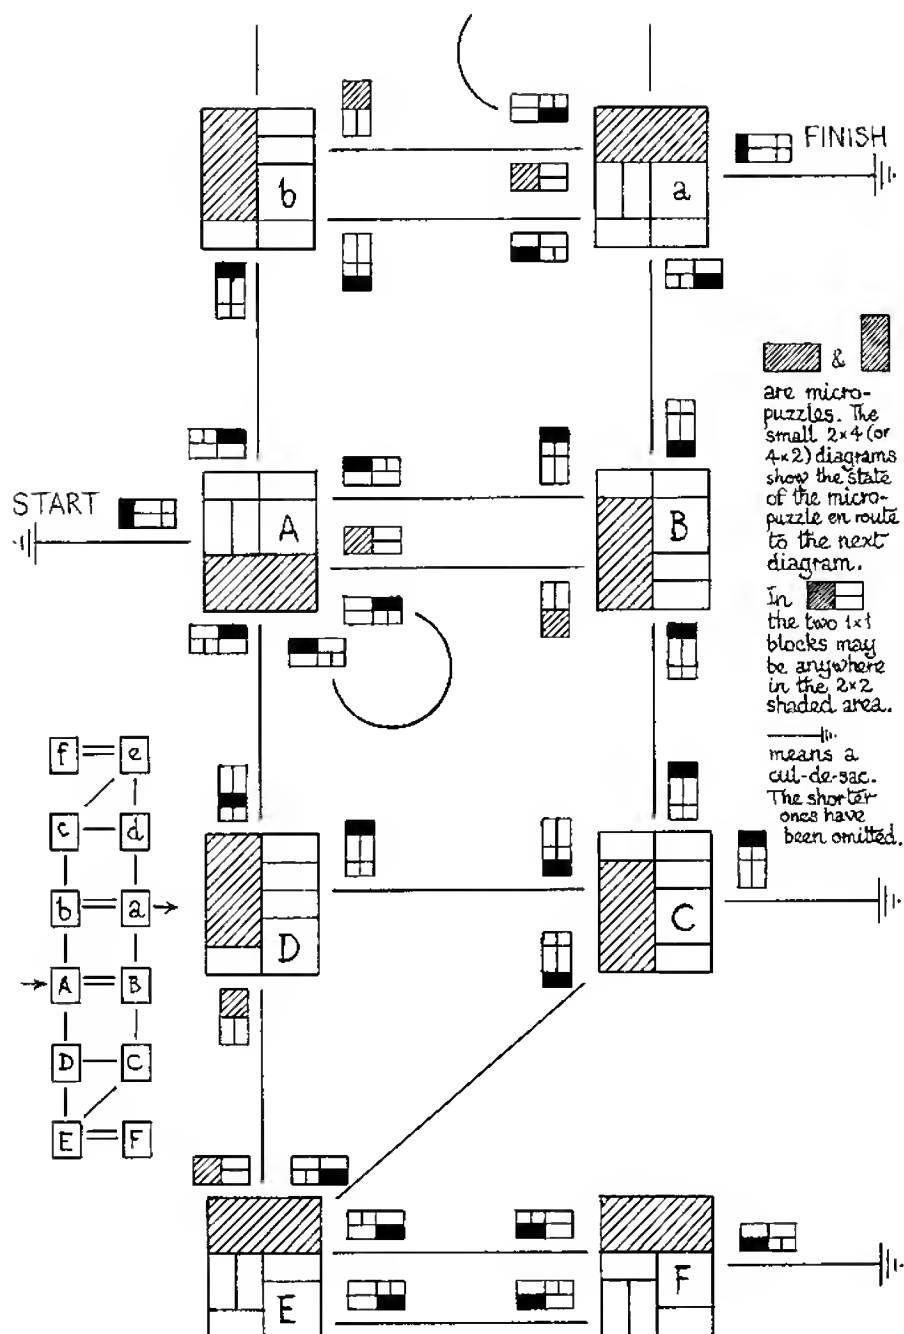 FINISH
b
a
START
A
B
&
are micro-
puzzles. The
small 2×4 (or
4×2) diagrams
show the state
of the micro-
puzzle en route
to the next
diagram.
In
the two 1×1
blocks may
be anywhere
in the 2×2
shaded area.
means a
cul-de-sac.
The shorter
ones have
been omitted.
D
C
f e
c d
b a
A B
D C
E F
E
F